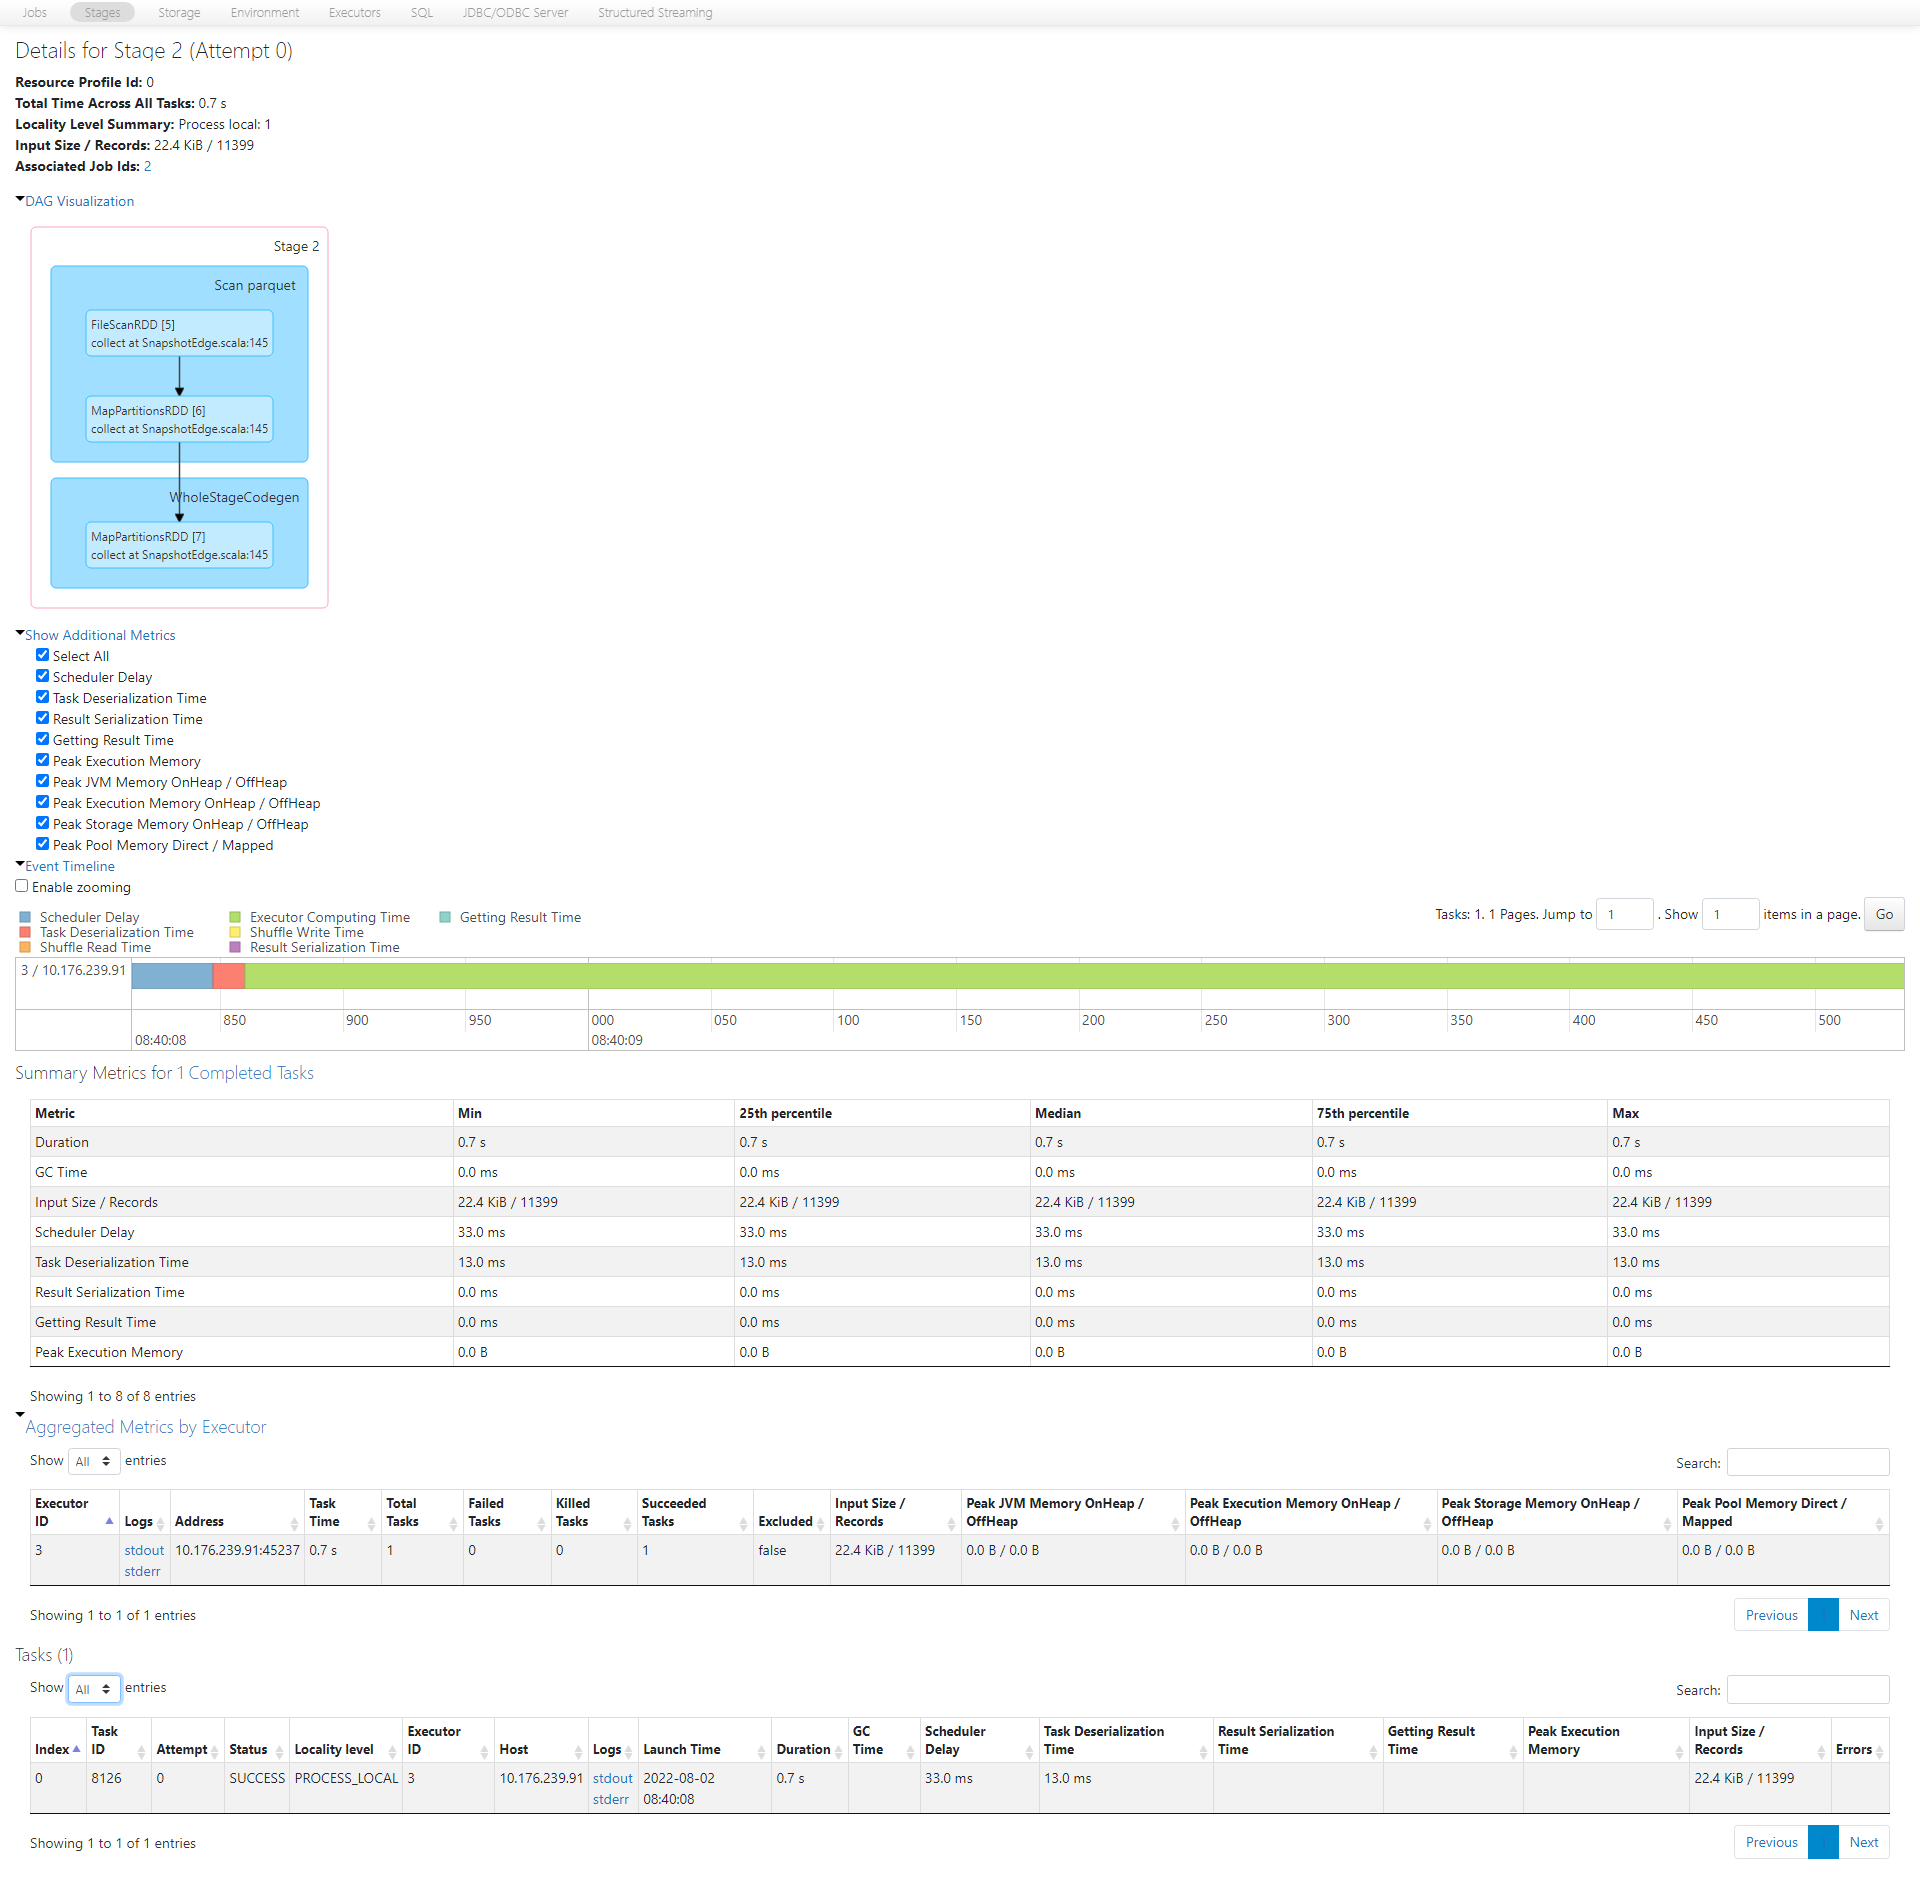 Jobs Stages Storage Environment Executors SQL JDBC/ODBC Server Structured Streaming
Details for Stage 2 (Attempt 0)
Resource Profile Id: 0
Total Time Across All Tasks: 0.7 s
Locality Level Summary: Process local: 1
Input Size / Records: 22.4 KiB / 11399
Associated Job Ids: 2
DAG Visualization
Stage 2
Scan parquet
FileScanRDD [5]
collect at SnapshotEdge.scala:145
MapPartitionsRDD [6]
collect at SnapshotEdge.scala:145
WholeStageCodegen
MapPartitionsRDD [7]
collect at SnapshotEdge.scala:145
Show Additional Metrics
Select All
Scheduler Delay
Task Deserialization Time
Result Serialization Time
Getting Result Time
Peak Execution Memory
Peak JVM Memory OnHeap / OffHeap
Peak Execution Memory OnHeap / OffHeap
Peak Storage Memory OnHeap / OffHeap
Peak Pool Memory Direct / Mapped
Event Timeline
Enable zooming
Scheduler Delay Executor Computing Time Getting Result Time
Task Deserialization Time Shuffle Write Time
Shuffle Read Time Result Serialization Time
Tasks: 1. 1 Pages. Jump to 1 . Show 1 items in a page. Go
3 / 10.176.239.91
850 900 950 000 050 100 150 200 250 300 350 400 450 500
08:40:08 08:40:09
Summary Metrics for 1 Completed Tasks
Metric Min 25th percentile Median 75th percentile Max
Duration 0.7 s 0.7 s 0.7 s 0.7 s 0.7 s
GC Time 0.0 ms 0.0 ms 0.0 ms 0.0 ms 0.0 ms
Input Size / Records 22.4 KiB / 11399 22.4 KiB / 11399 22.4 KiB / 11399 22.4 KiB / 11399 22.4 KiB / 11399
Scheduler Delay 33.0 ms 33.0 ms 33.0 ms 33.0 ms 33.0 ms
Task Deserialization Time 13.0 ms 13.0 ms 13.0 ms 13.0 ms 13.0 ms
Result Serialization Time 0.0 ms 0.0 ms 0.0 ms 0.0 ms 0.0 ms
Getting Result Time 0.0 ms 0.0 ms 0.0 ms 0.0 ms 0.0 ms
Peak Execution Memory 0.0 B 0.0 B 0.0 B 0.0 B 0.0 B
Showing 1 to 8 of 8 entries
Aggregated Metrics by Executor
Show All entries
Search:
Executor Task Total Failed Killed Succeeded Input Size / Peak JVM Memory OnHeap / Peak Execution Memory OnHeap / Peak Storage Memory OnHeap / Peak Pool Memory Direct /
ID Logs Address Time Tasks Tasks Tasks Tasks Excluded Records OffHeap OffHeap OffHeap Mapped
3 stdout 10.176.239.91:45237 0.7 s 1 0 0 1 false 22.4 KiB / 11399 0.0 B / 0.0 B 0.0 B / 0.0 B 0.0 B / 0.0 B 0.0 B / 0.0 B
stderr
Showing 1 to 1 of 1 entries
Previous Next
Tasks (1)
Show All entries
Search:
Task Executor GC Scheduler Task Deserialization Result Serialization Getting Result Peak Execution Input Size /
Index ID Attempt Status Locality level ID Host Logs Launch Time Duration Time Delay Time Time Time Memory Records Errors
0 8126 0 SUCCESS PROCESS_LOCAL 3 10.176.239.91 stdout 2022-08-02 0.7 s 33.0 ms 13.0 ms 22.4 KiB / 11399
stderr 08:40:08
Showing 1 to 1 of 1 entries
Previous Next